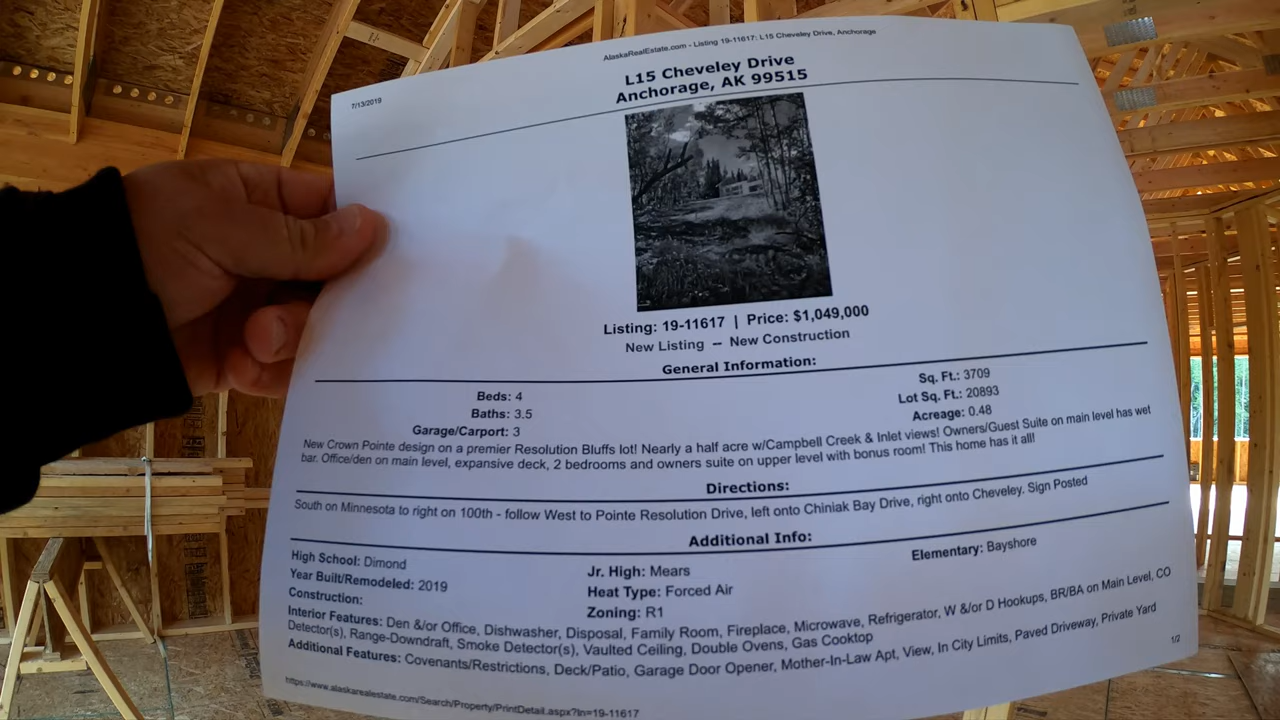 AlaskaRealEstate.com - Listing 19-11617: L15 Cheveley Drive, Anchorage
7/13/2019
L15 Cheveley Drive
Anchorage, AK 99515
Listing: 19-11617 | Price: $1,049,000
New Listing -- New Construction
General Information:
Beds: 4
Baths: 3.5
Garage/Carport: 3
Sq. Ft.: 3709
Lot Sq. Ft.: 20893
Acreage: 0.48
New Crown Pointe design on a premier Resolution Bluffs lot! Nearly a half acre w/Campbell Creek & Inlet views! Owners/Guest Suite on main level has wet
bar. Office/den on main level, expansive deck, 2 bedrooms and owners suite on upper level with bonus room! This home has it all!
Directions:
South on Minnesota to right on 100th - follow West to Pointe Resolution Drive, left onto Chiniak Bay Drive, right onto Cheveley. Sign Posted
Additional Info:
High School: Dimond
Year Built/Remodeled: 2019
Construction:
Jr. High: Mears
Heat Type: Forced Air
Zoning: R1
Elementary: Bayshore
Interior Features: Den &/or Office, Dishwasher, Disposal, Family Room, Fireplace, Microwave, Refrigerator, W &/or D Hookups, BR/BA on Main Level, CO
Detector(s), Range-Downdraft, Smoke Detector(s), Vaulted Ceiling, Double Ovens, Gas Cooktop
Additional Features: Covenants/Restrictions, Deck/Patio, Garage Door Opener, Mother-In-Law Apt, View, In City Limits, Paved Driveway, Private Yard
https://www.alaskarealestate.com/Search/Property/PrintDetail.aspx?ln=19-11617
1/2